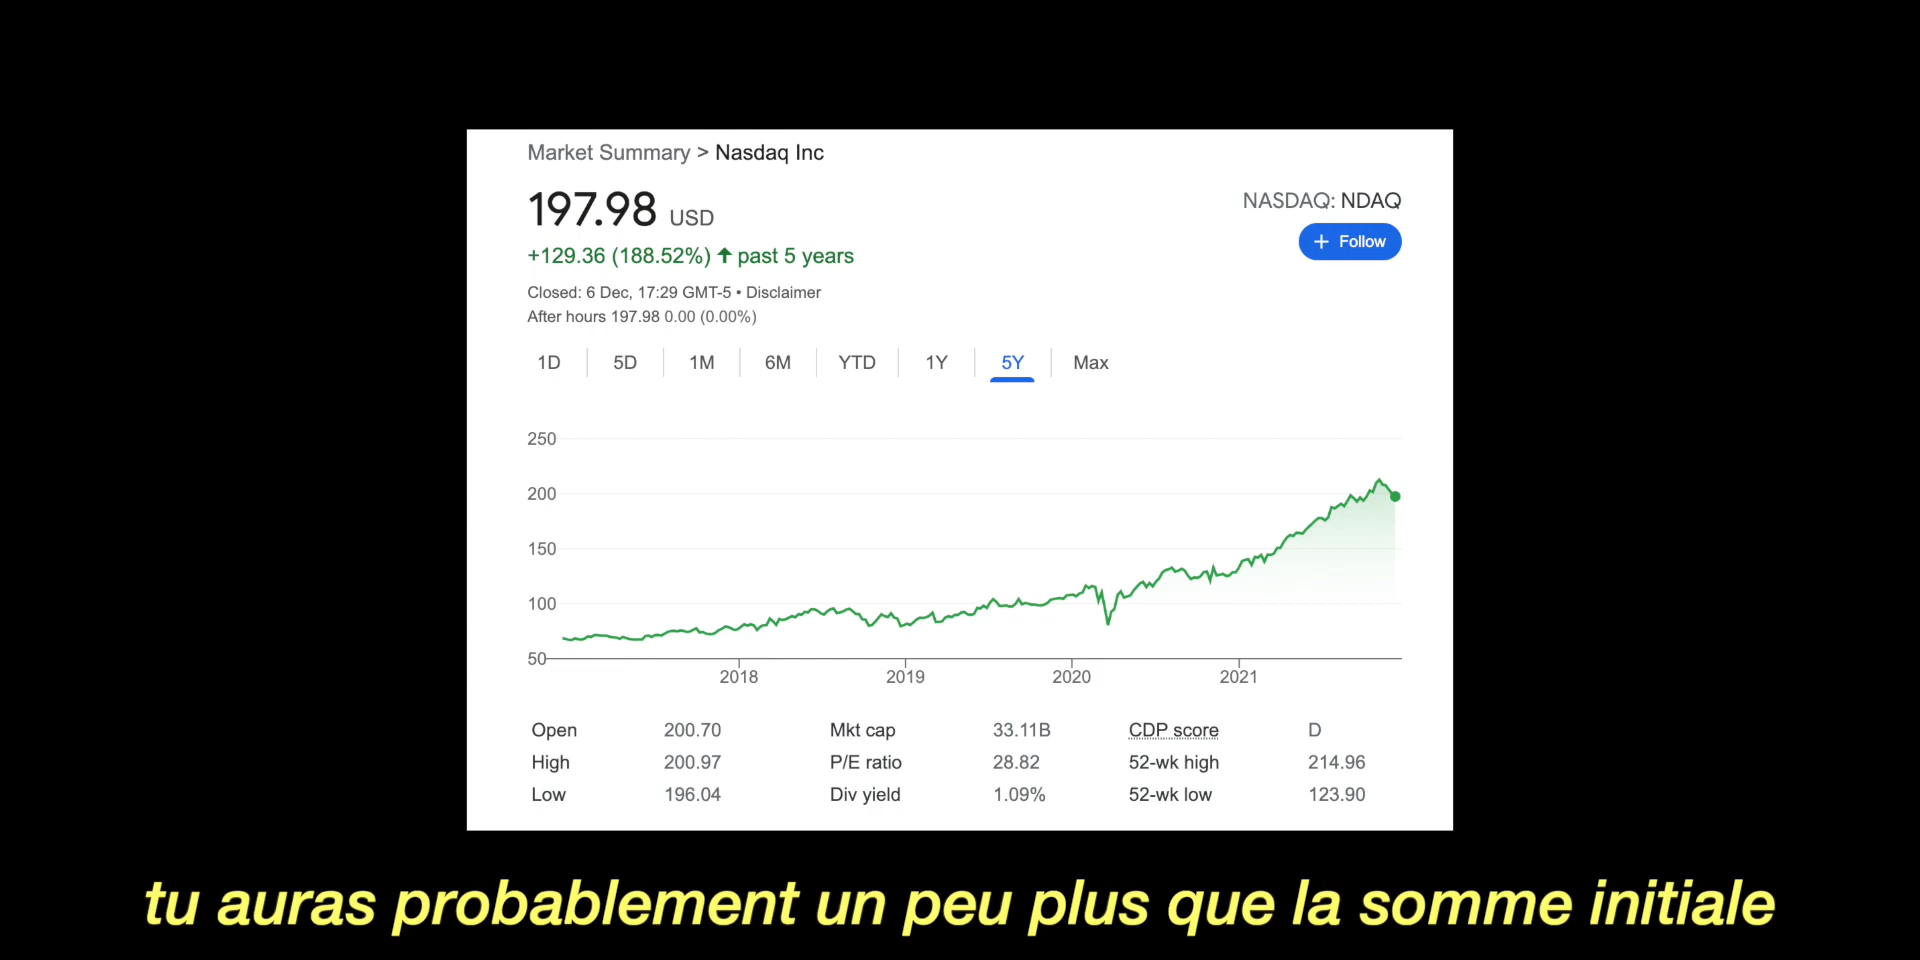 Market Summary > Nasdaq Inc
197.98 USD
NASDAQ: NDAQ
+ Follow
+129.36 (188.52%) ↑ past 5 years
Closed: 6 Dec, 17:29 GMT-5 • Disclaimer
After hours 197.98 0.00 (0.00%)
1D 5D 1M 6M YTD 1Y 5Y Max
250
200
150
100
50
2018 2019 2020 2021
Open 200.70 Mkt cap 33.11B CDP score D
High 200.97 P/E ratio 28.82 52-wk high 214.96
Low 196.04 Div yield 1.09% 52-wk low 123.90
tu auras probablement un peu plus que la somme initiale